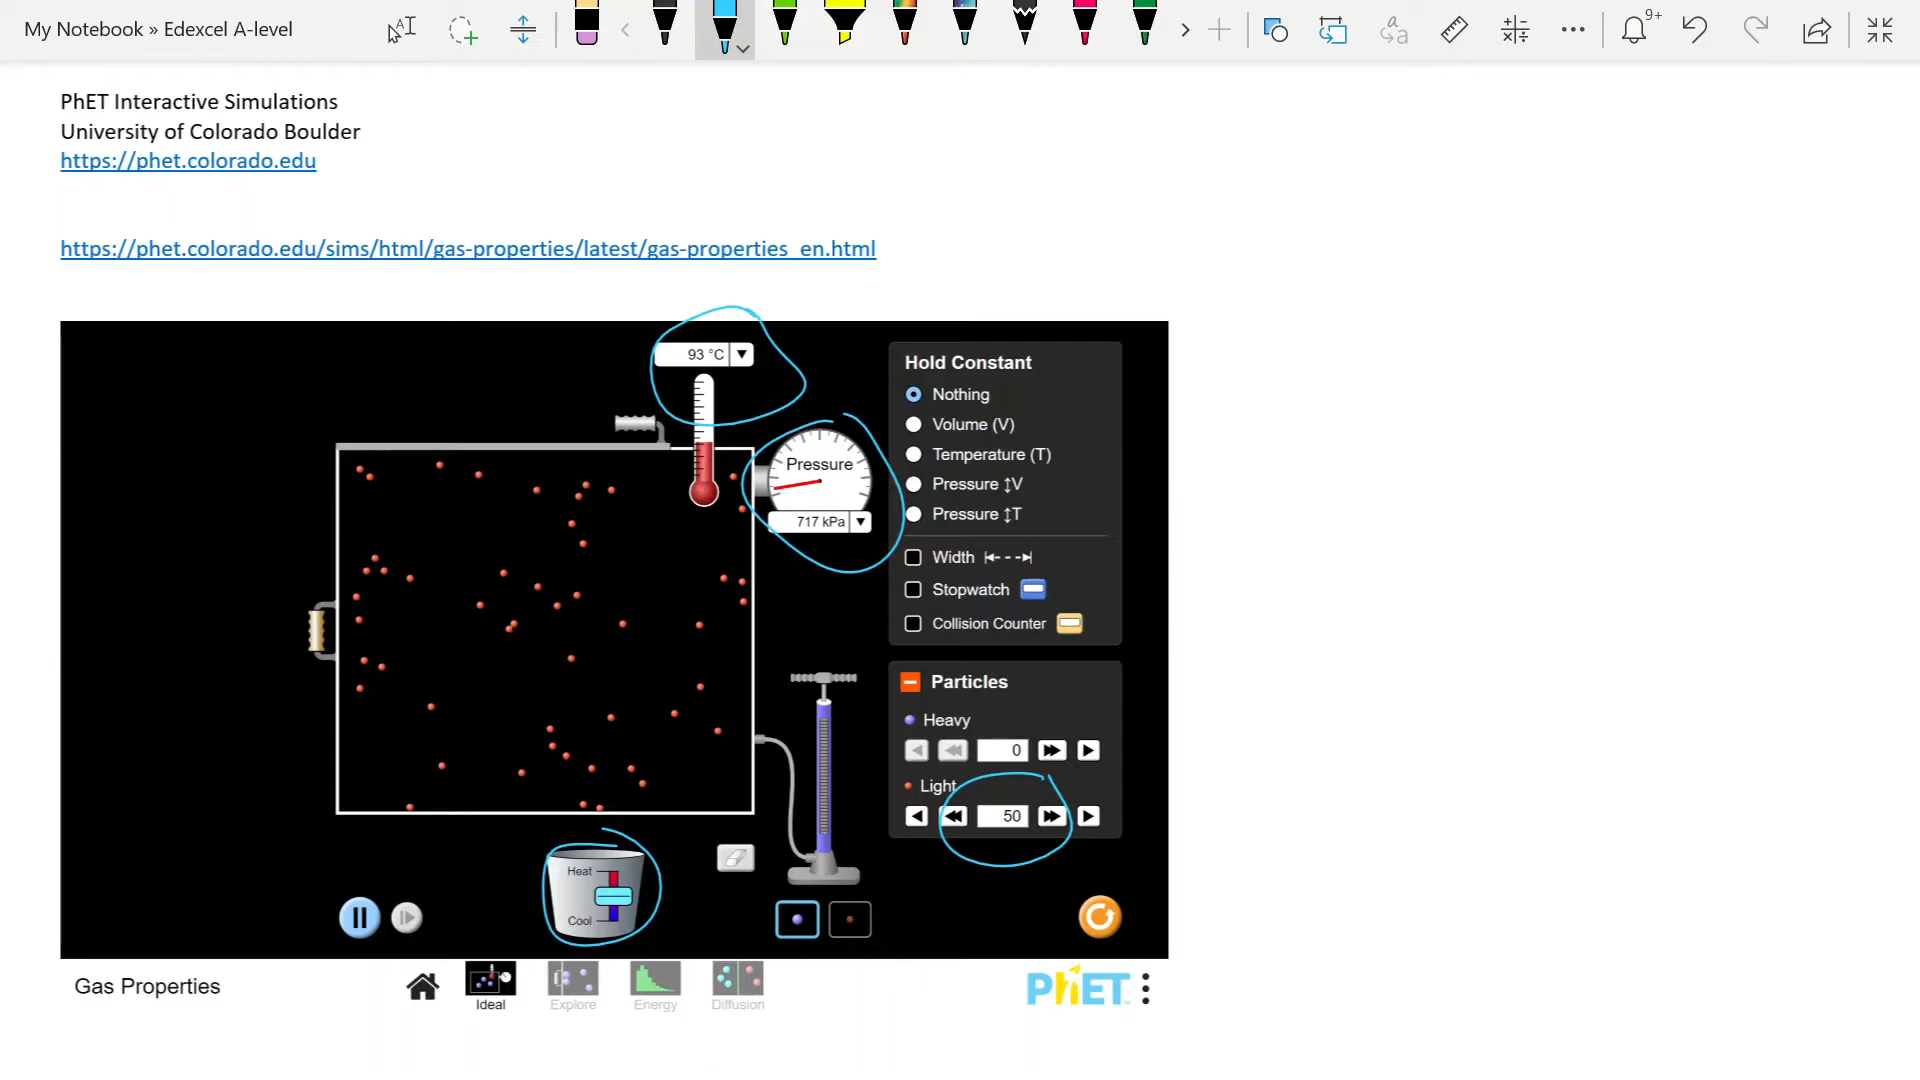 My Notebook » Edexcel A-level
9+
PhET Interactive Simulations
University of Colorado Boulder
https://phet.colorado.edu
https://phet.colorado.edu/sims/html/gas-properties/latest/gas-properties_en.html
93 °C
Pressure
717 kPa
Hold Constant
Nothing
Volume (V)
Temperature (T)
Pressure ↕V
Pressure ↕T
Width
Stopwatch
Collision Counter
Particles
Heavy
0
Light
50
Heat
Cool
Gas Properties
Ideal
Explore
Energy
Diffusion
PhET